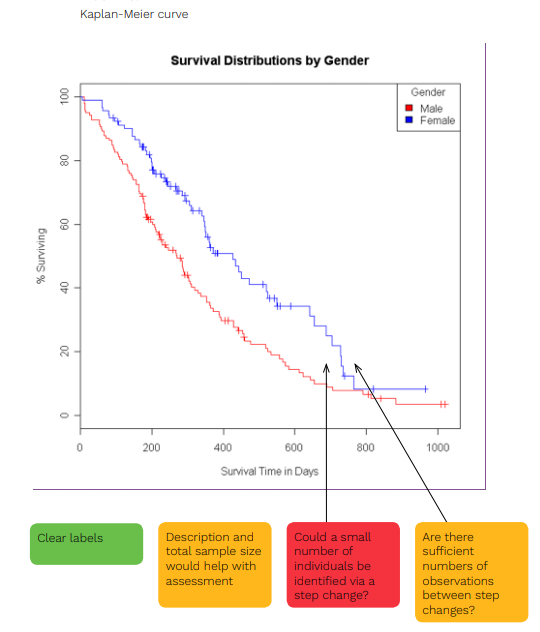 Kaplan-Meier curve
Survival Distributions by Gender
Gender
Male
Female
% Surviving
100
80
60
40
20
0
0 200 400 600 800 1000
Survival Time in Days
Clear labels
Description and
total sample size
would help with
assessment
Could a small
number of
individuals be
identified via a
step change?
Are there
sufficient
numbers of
observations
between step
changes?